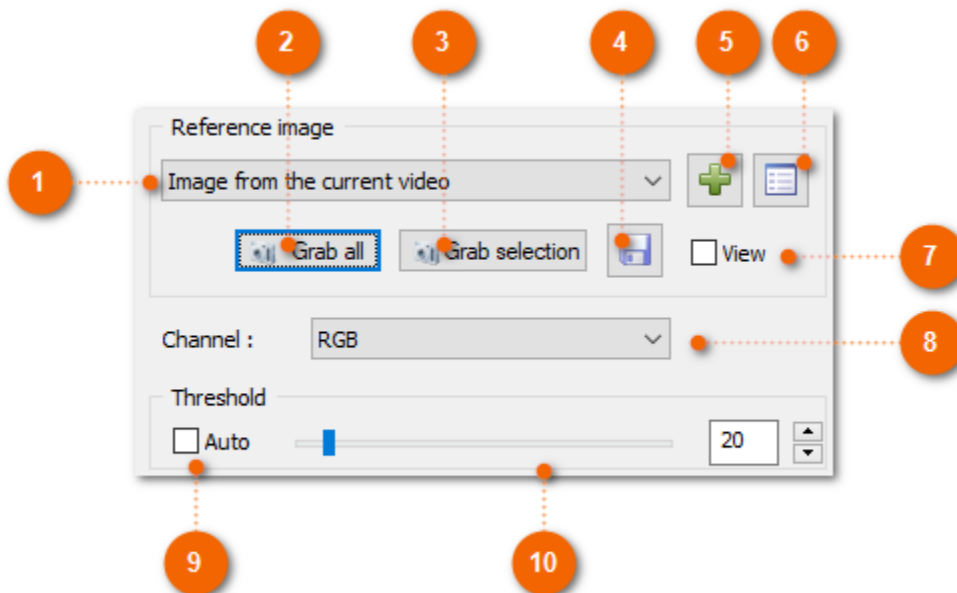 2 3 4 5 6
Reference image
1 Image from the current video
Grab all Grab selection View 7
Channel : RGB 8
Threshold
Auto 20
9 10